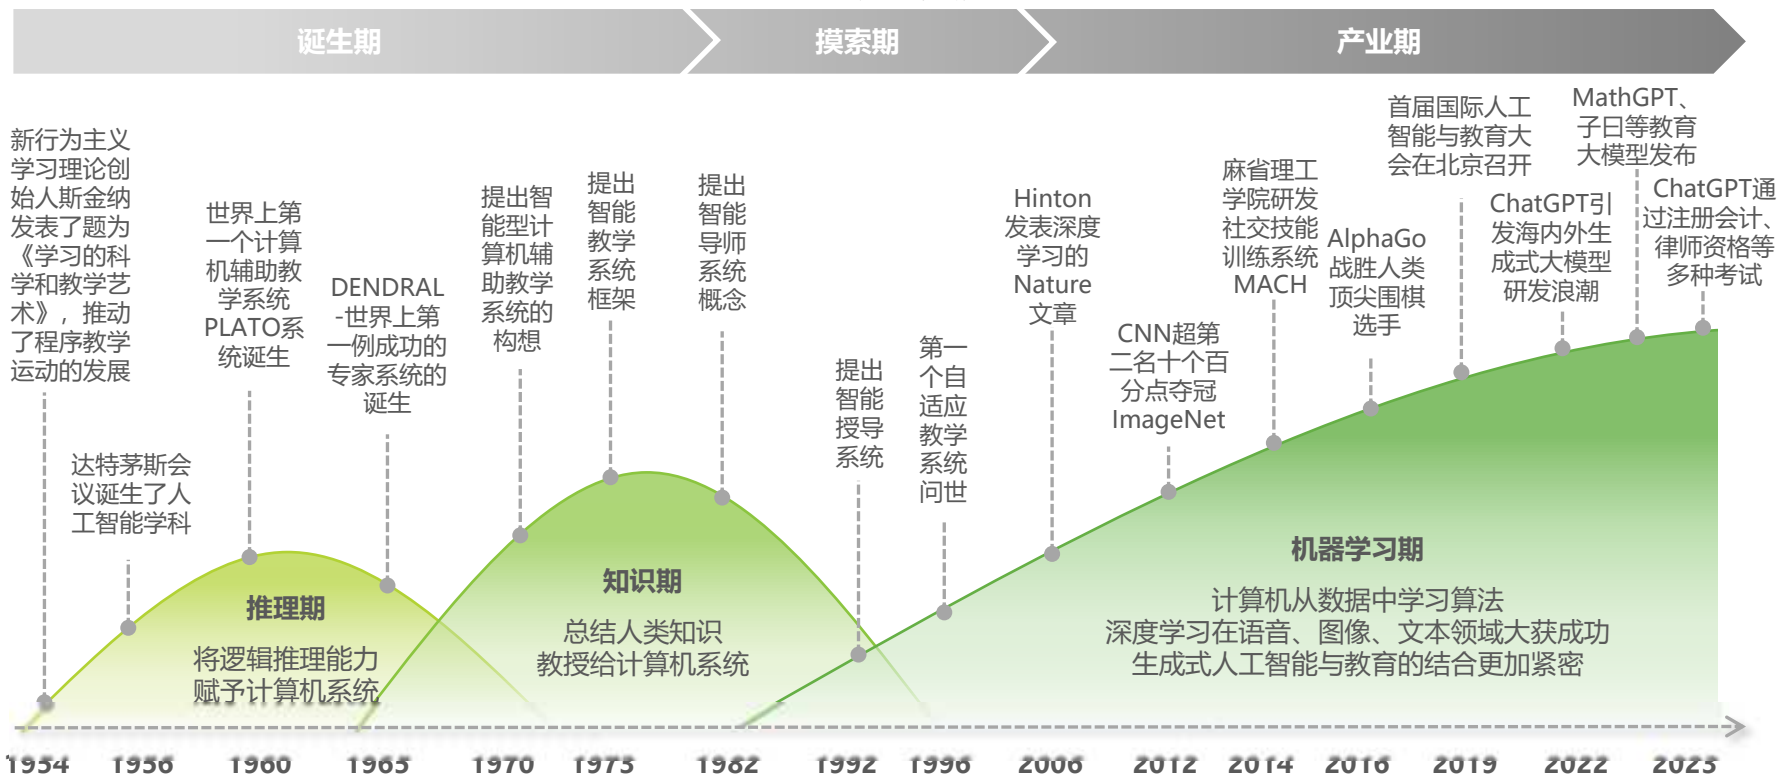 诞生期
摸索期
产业期
新行为主义
学习理论创
始人斯金纳
发表了题为
《学习的科
学和教学艺
术》，推动
了程序教学
运动的发展
达特茅斯会
议诞生了人
工智能学科
世界上第
一个计算
机辅助教
学系统
PLATO系
统诞生
DENDRAL
-世界上第
一例成功的
专家系统的
诞生
提出智
能型计
算机辅
助教学
系统的
构想
提出
智能
教学
系统
框架
提出
智能
导师
系统
概念
提出
智能
授导
系统
第一
个自
适应
教学
系统
问世
Hinton
发表深度
学习的
Nature
文章
CNN超第
二名十个百
分点夺冠
ImageNet
麻省理工
学院研发
社交技能
训练系统
MACH
AlphaGo
战胜人类
顶尖围棋
选手
首届国际人工
智能与教育大
会在北京召开
ChatGPT引
发海内外生
成式大模型
研发浪潮
MathGPT、
子曰等教育
大模型发布
ChatGPT通
过注册会计、
律师资格等
多种考试
推理期
将逻辑推理能力
赋予计算机系统
知识期
总结人类知识
教授给计算机系统
机器学习期
计算机从数据中学习算法
深度学习在语音、图像、文本领域大获成功
生成式人工智能与教育的结合更加紧密
1954 1956 1960 1965 1970 1975 1982 1992 1996 2006 2012 2014 2016 2019 2022 2023